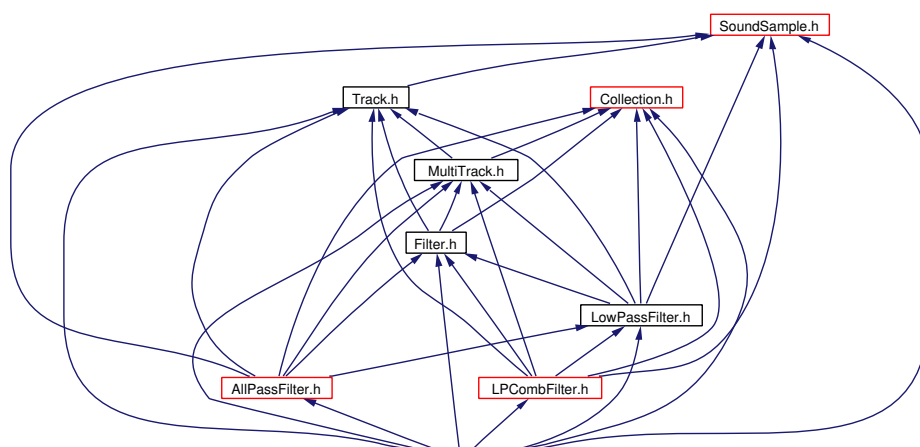 SoundSample.h
Track.h
Collection.h
MultiTrack.h
Filter.h
LowPassFilter.h
AllPassFilter.h
LPCombFilter.h